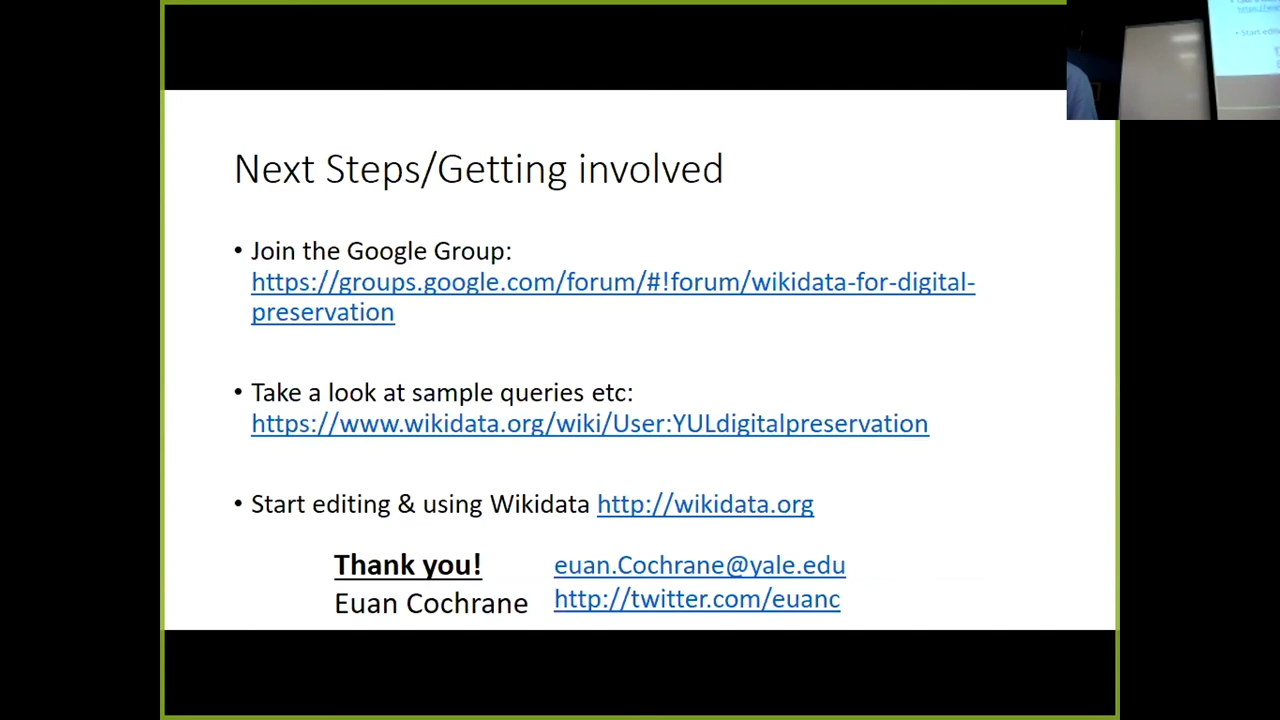 Next Steps/Getting involved
• Join the Google Group:
https://groups.google.com/forum/#!forum/wikidata-for-digital-
preservation
• Take a look at sample queries etc:
https://www.wikidata.org/wiki/User:YULdigitalpreservation
• Start editing & using Wikidata http://wikidata.org
Thank you!
Euan Cochrane
euan.Cochrane@yale.edu
http://twitter.com/euanc